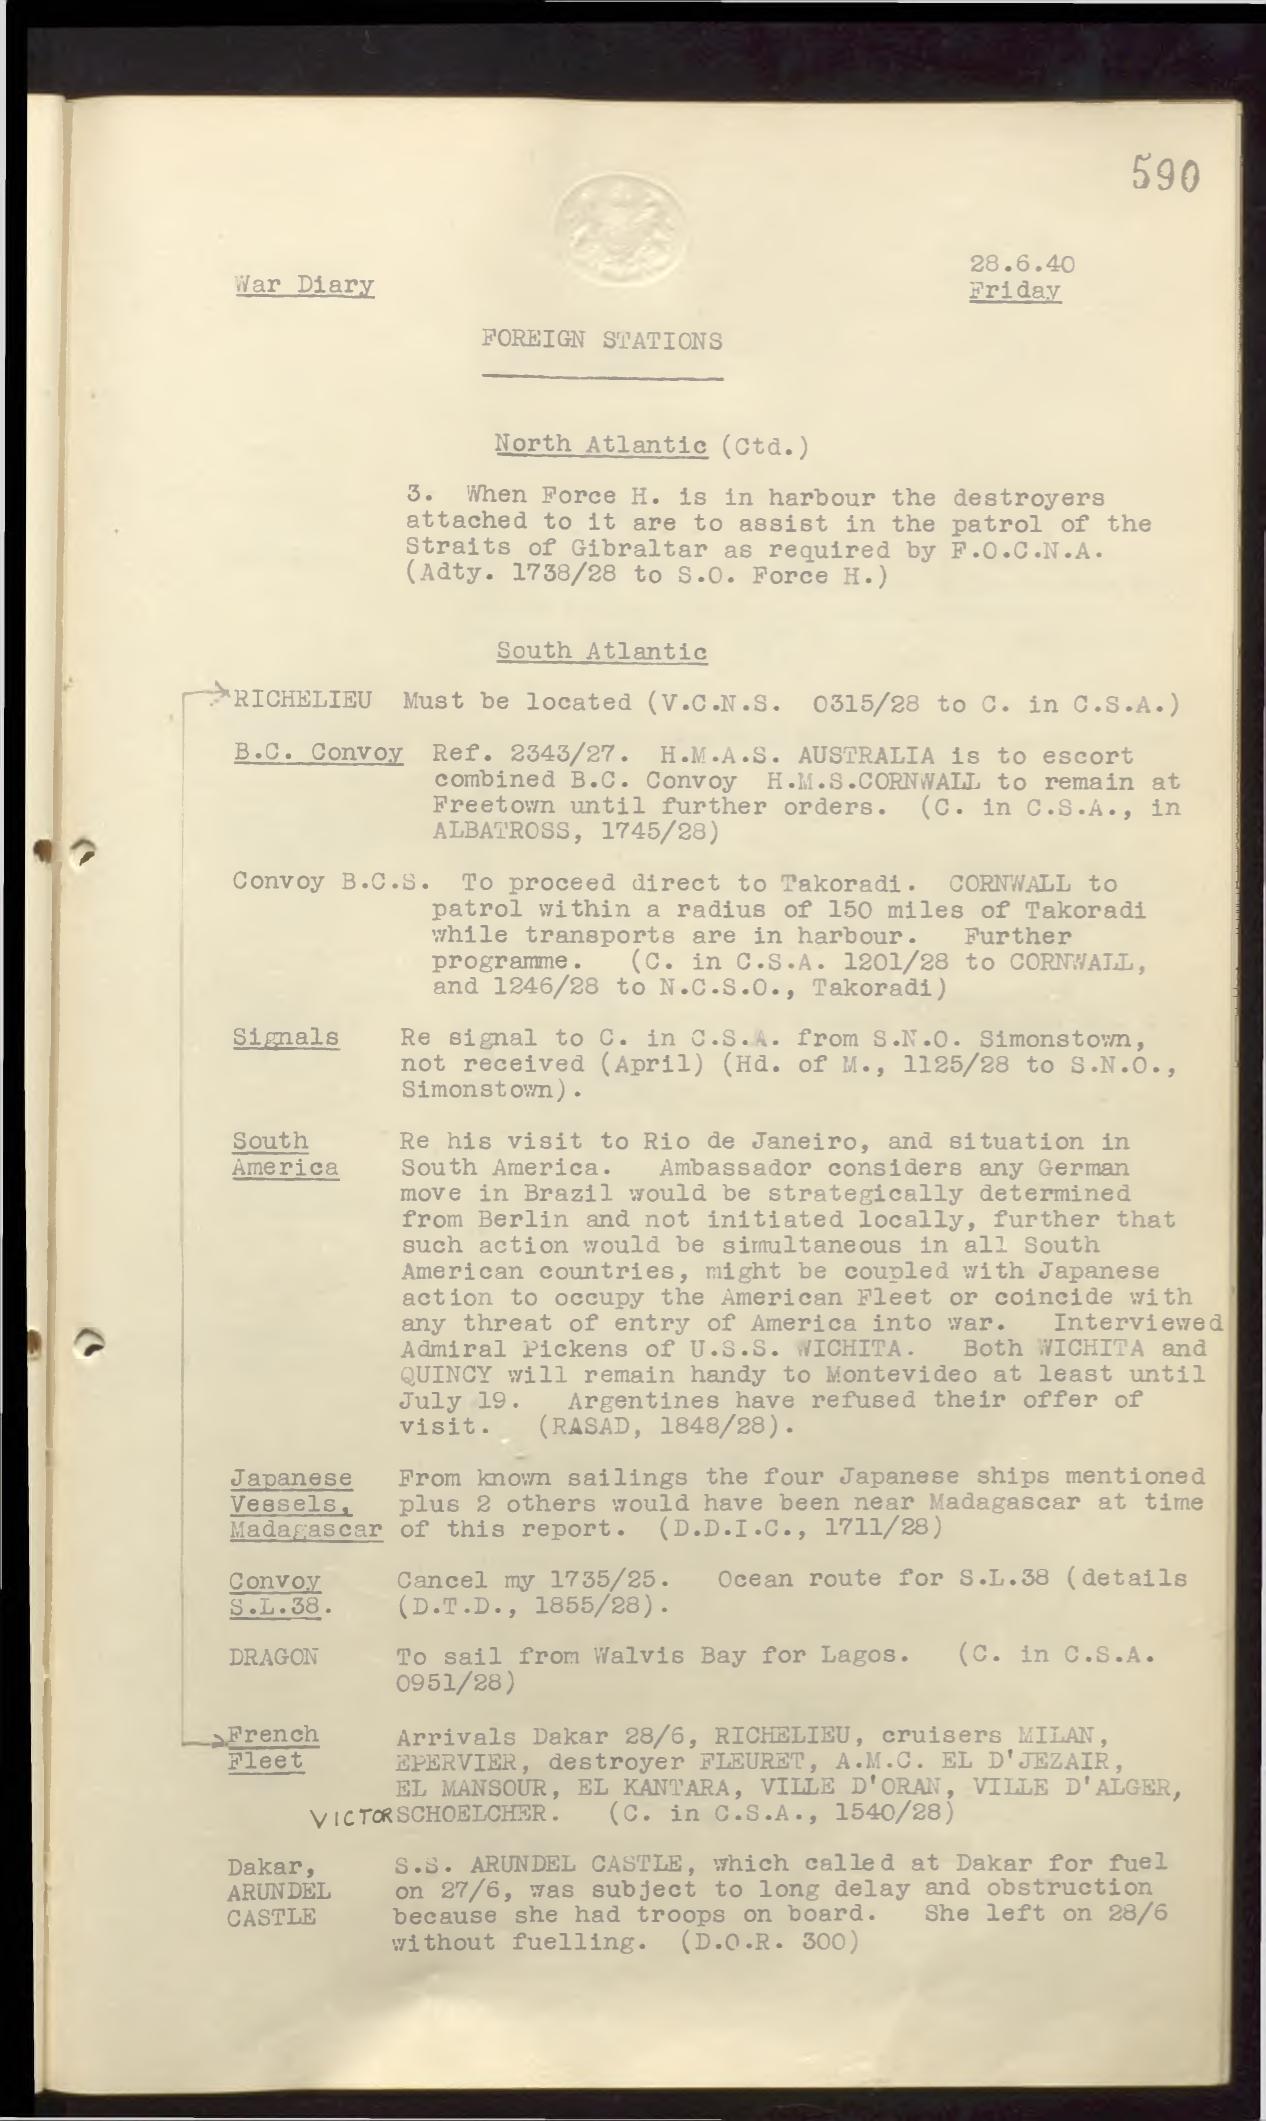 590
28.6.40
War Diary
Friday
FOREIGN STATIONS
North Atlantic (Ctd.)
3. When Force H. is in harbour the destroyers
attached to it are to assist in the patrol of the
Straits of Gibraltar as required by F.O.C.N.A.
(Adty. 1738/28 to S.O. Force H.)
South Atlantic
RICHELIEU Must be located (V.C.N.S. 0315/28 to C. in C.S.A.)
B.C. Convoy Ref. 2343/27. H.M.A.S. AUSTRALIA is to escort
combined B.C. Convoy H.M.S.CORNWALL to remain at
Freetown until further orders. (C. in C.S.A., in
ALBATROSS, 1745/28)
Convoy B.C.S. To proceed direct to Takoradi. CORNWALL to
patrol within a radius of 150 miles of Takoradi
while transports are in harbour. Further
programme. (C. in C.S.A. 1201/28 to CORNWALL,
and 1246/28 to N.C.S.O., Takoradi)
Signals Re signal to C. in C.S.A. from S.N.O. Simonstown,
not received (April) (Hd. of M., 1125/28 to S.N.O.,
Simonstown).
South Re his visit to Rio de Janeiro, and situation in
America South America. Ambassador considers any German
move in Brazil would be strategically determined
from Berlin and not initiated locally, further that
such action would be simultaneous in all South
American countries, might be coupled with Japanese
action to occupy the American Fleet or coincide with
any threat of entry of America into war. Interviewed
Admiral Pickens of U.S.S. WICHITA. Both WICHITA and
QUINCY will remain handy to Montevideo at least until
July 19. Argentines have refused their offer of
visit. (RASAD, 1848/28).
Japanese From known sailings the four Japanese ships mentioned
Vessels, plus 2 others would have been near Madagascar at time
Madagascar of this report. (D.D.I.C., 1711/28)
Convoy Cancel my 1735/25. Ocean route for S.L.38 (details
S.L.38. (D.T.D., 1855/28).
DRAGON To sail from Walvis Bay for Lagos. (C. in C.S.A.
0951/28)
French Arrivals Dakar 28/6, RICHELIEU, cruisers MILAN,
Fleet EPERVIER, destroyer FLEURET, A.M.C. EL D'JEZAIR,
EL MANSOUR, EL KANTARA, VILLE D'ORAN, VILLE D'ALGER,
VICTOR SCHOELCHER. (C. in C.S.A., 1540/28)
Dakar, S.S. ARUNDEL CASTLE, which called at Dakar for fuel
ARUNDEL on 27/6, was subject to long delay and obstruction
CASTLE because she had troops on board. She left on 28/6
without fuelling. (D.O.R. 300)